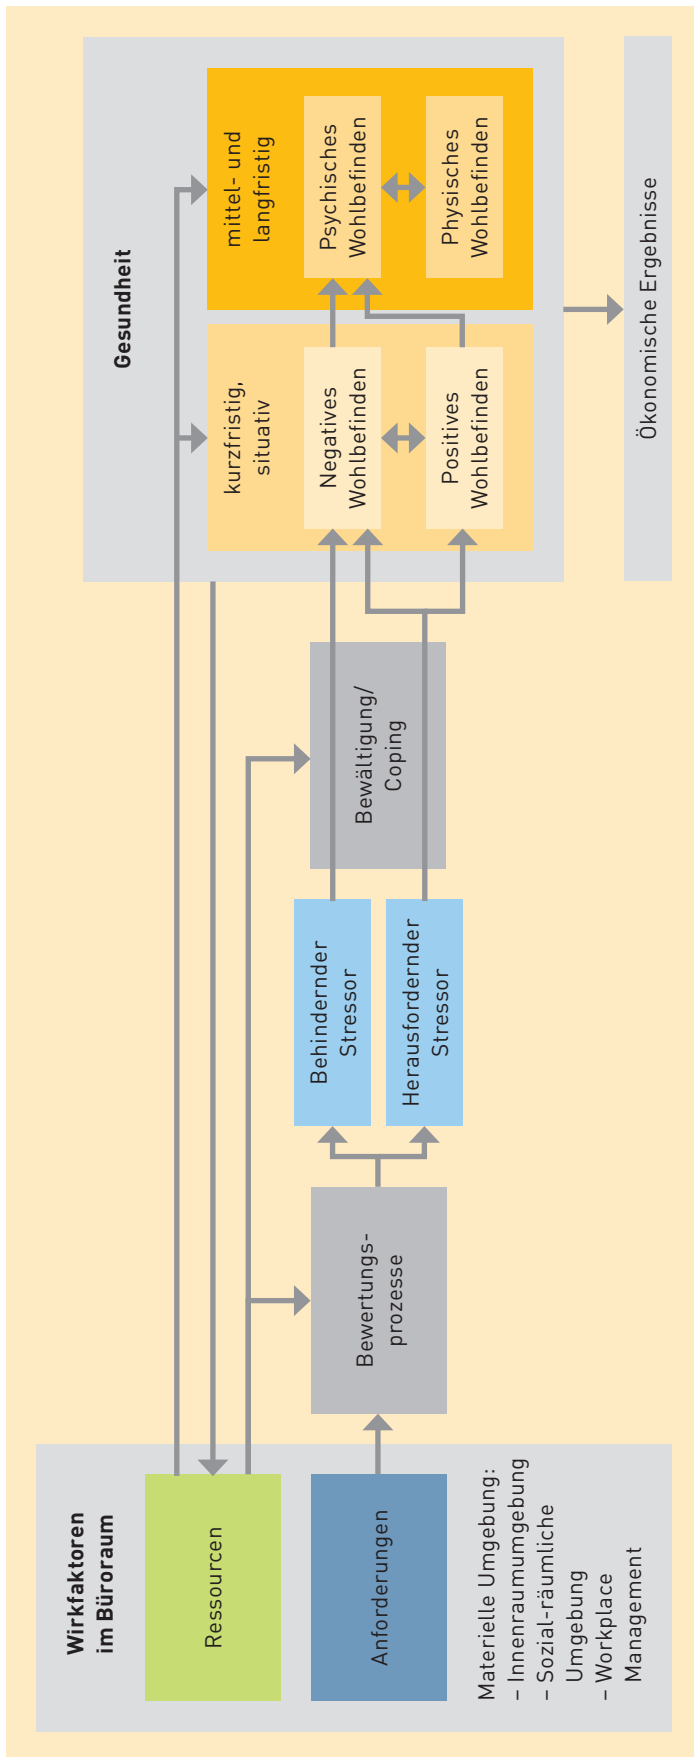 Wirkfaktoren
im Büroraum
Ressourcen
Anforderungen
Materielle Umgebung:
– Innenraumumgebung
– Sozial-räumliche
Umgebung
– Workplace
Management
Bewertungs-
prozesse
Behindernder
Stressor
Herausfordernder
Stressor
Bewältigung/
Coping
Gesundheit
kurzfristig,
situativ
Negatives
Wohlbefinden
Positives
Wohlbefinden
mittel- und
langfristig
Psychisches
Wohlbefinden
Physisches
Wohlbefinden
Ökonomische Ergebnisse